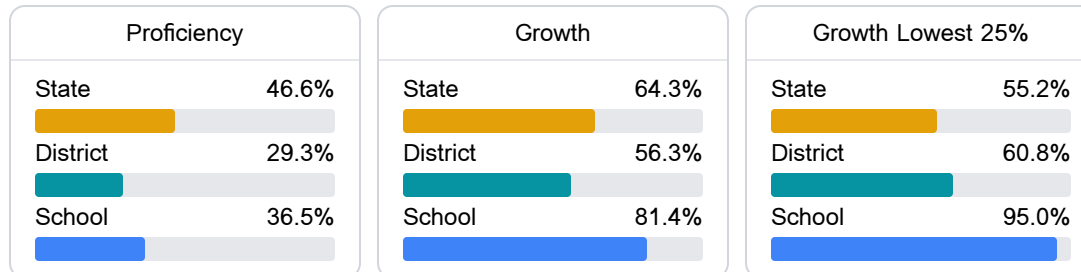 Proficiency
State 46.6%
District 29.3%
School 36.5%
Growth
State 64.3%
District 56.3%
School 81.4%
Growth Lowest 25%
State 55.2%
District 60.8%
School 95.0%